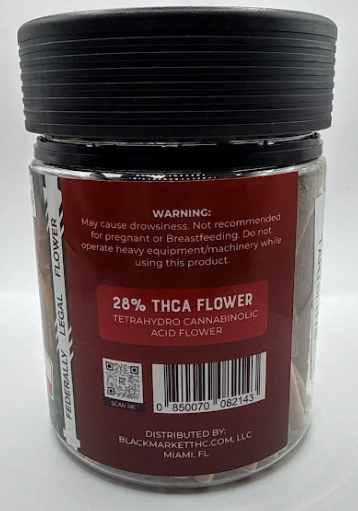 WARNING:
May cause drowsiness. Not recommended
for pregnant or Breastfeeding. Do not
operate heavy equipment/machinery while
using this product.
28% THCA FLOWER
TETRAHYDRO CANNABINOLIC
ACID FLOWER
SCAN ME
0 850070 082143
DISTRIBUTED BY:
BLACKMARKETTHC.COM, LLC
MIAMI, FL
FEDERALLY LEGAL FLOWER